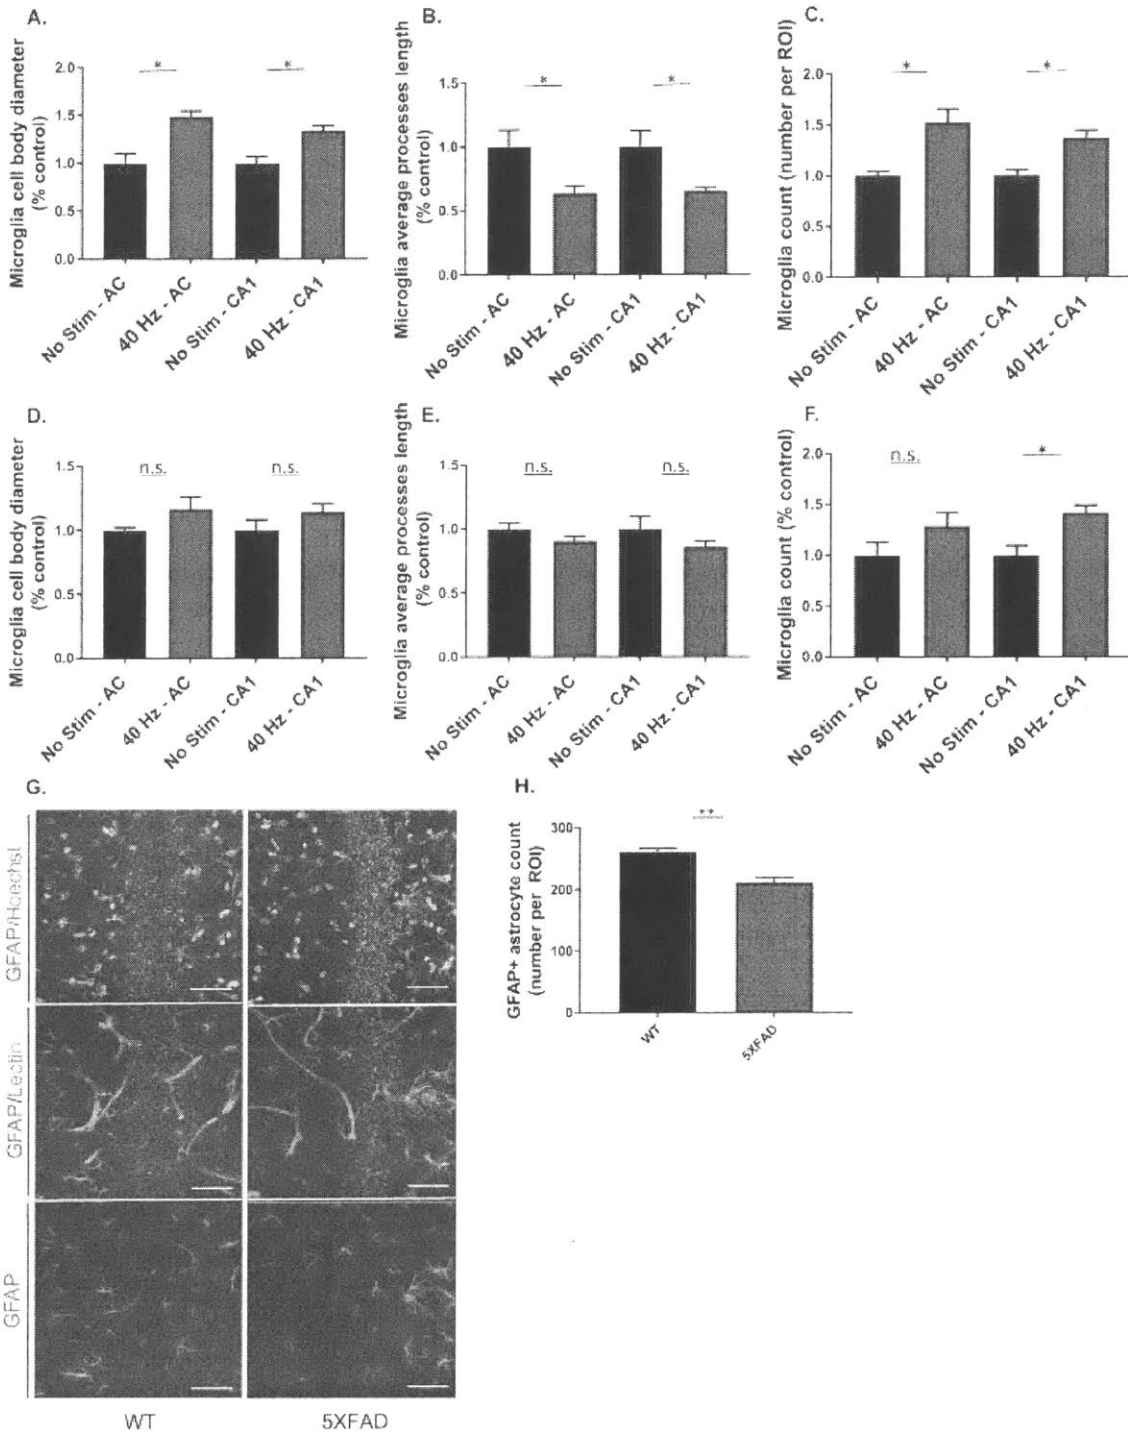 A.
Microglia cell body diameter
(% control)
2.0
1.5
1.0
0.5
0.0
*
*
No Stim - AC
40 Hz - AC
No Stim - CA1
40 Hz - CA1
B.
Microglia average processes length
(% control)
1.5
1.0
0.5
0.0
*
*
No Stim - AC
40 Hz - AC
No Stim - CA1
40 Hz - CA1
C.
Microglia count (number per ROI)
2.0
1.5
1.0
0.5
0.0
*
*
No Stim - AC
40 Hz - AC
No Stim - CA1
40 Hz - CA1
D.
Microglia cell body diameter
(% control)
1.5
1.0
0.5
0.0
n.s.
n.s.
No Stim - AC
40 Hz - AC
No Stim - CA1
40 Hz - CA1
E.
Microglia average processes length
(% control)
1.5
1.0
0.5
0.0
n.s.
n.s.
No Stim - AC
40 Hz - AC
No Stim - CA1
40 Hz - CA1
F.
Microglia count (% control)
2.0
1.5
1.0
0.5
0.0
n.s.
*
No Stim - AC
40 Hz - AC
No Stim - CA1
40 Hz - CA1
G.
GFAP/Hoechst
GFAP/Lectin
GFAP
WT
5XFAD
H.
GFAP+ astrocyte count
(number per ROI)
300
200
100
0
**
WT
5XFAD